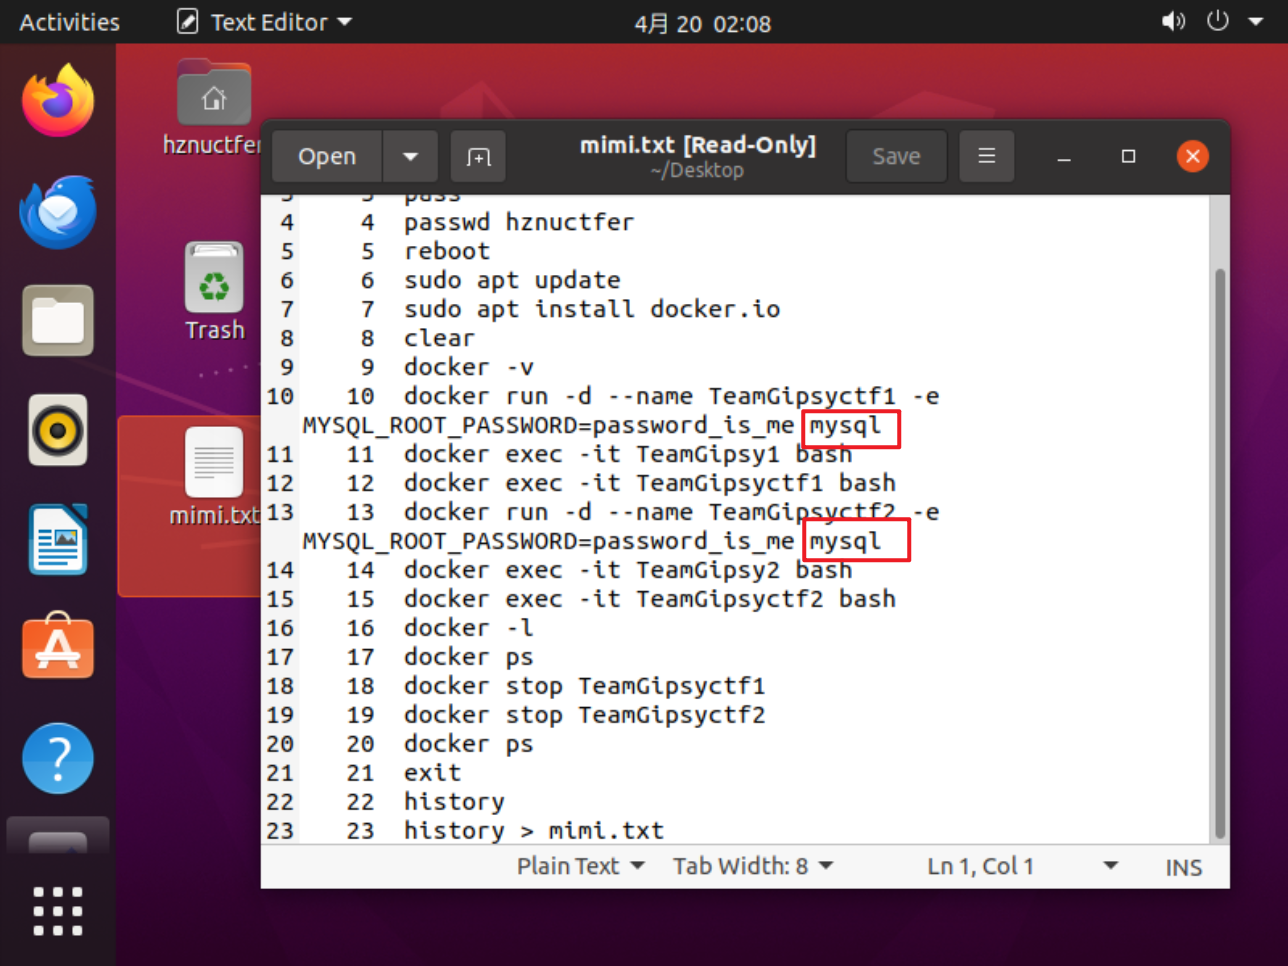 Activities
Text Editor
4月 20 02:08
hznuctfer
Trash
mimi.txt
Open
mimi.txt [Read-Only]
~/Desktop
Save
3 3 pass
4 4 passwd hznuctfer
5 5 reboot
6 6 sudo apt update
7 7 sudo apt install docker.io
8 8 clear
9 9 docker -v
10 10 docker run -d --name TeamGipsyctf1 -e
MYSQL_ROOT_PASSWORD=password_is_me mysql
11 11 docker exec -it TeamGipsy1 bash
12 12 docker exec -it TeamGipsyctf1 bash
13 13 docker run -d --name TeamGipsyctf2 -e
MYSQL_ROOT_PASSWORD=password_is_me mysql
14 14 docker exec -it TeamGipsy2 bash
15 15 docker exec -it TeamGipsyctf2 bash
16 16 docker -l
17 17 docker ps
18 18 docker stop TeamGipsyctf1
19 19 docker stop TeamGipsyctf2
20 20 docker ps
21 21 exit
22 22 history
23 23 history > mimi.txt
Plain Text
Tab Width: 8
Ln 1, Col 1
INS